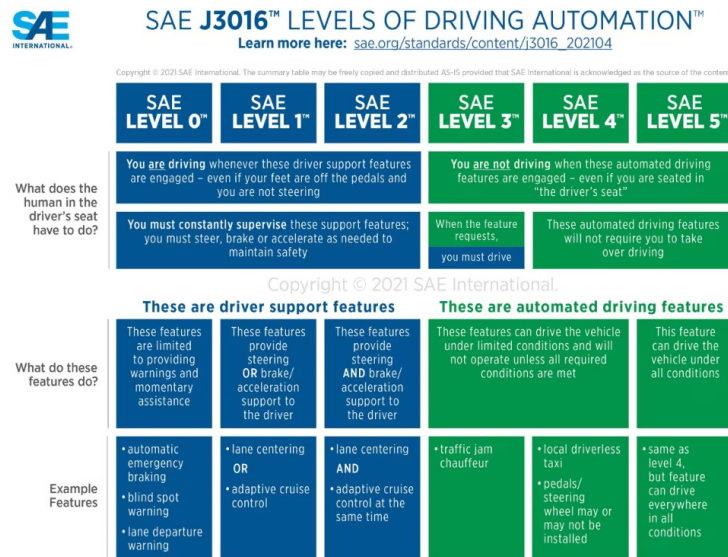 SAE
INTERNATIONAL®
SAE J3016™ LEVELS OF DRIVING AUTOMATION™
Learn more here: sae.org/standards/content/j3016_202104
Copyright © 2021 SAE International. The summary table may be freely copied and distributed AS-IS provided that SAE International is acknowledged as the source of the
SAE
LEVEL 0™
SAE
LEVEL 1™
SAE
LEVEL 2™
SAE
LEVEL 3™
SAE
LEVEL 4™
SAE
LEVEL 5™
What does the
human in the
driver's seat
have to do?
You are driving whenever these driver support features
are engaged – even if your feet are off the pedals and
you are not steering
You are not driving when these automated driving
features are engaged – even if you are seated in
“the driver's seat”
You must constantly supervise these support features;
you must steer, brake or accelerate as needed to
maintain safety
When the feature
requests,
you must drive
These automated driving features
will not require you to take
over driving
Copyright © 2021 SAE International.
These are driver support features
These are automated driving features
What do these
features do?
These features
are limited
to providing
warnings and
momentary
assistance
These features
provide
steering
OR brake/
acceleration
support to
the driver
These features
provide
steering
AND brake/
acceleration
support to
the driver
These features can drive the vehicle
under limited conditions and will
not operate unless all required
conditions are met
This feature
can drive the
vehicle under
all conditions
Example
Features
• automatic
emergency
braking
• blind spot
warning
• lane departure
warning
• lane centering
OR
• adaptive cruise
control
• lane centering
AND
• adaptive cruise
control at the
same time
• traffic jam
chauffeur
• local driverless
taxi
• pedals/
steering
wheel may or
may not be
installed
• same as
level 4,
but feature
can drive
everywhere
in all
conditions